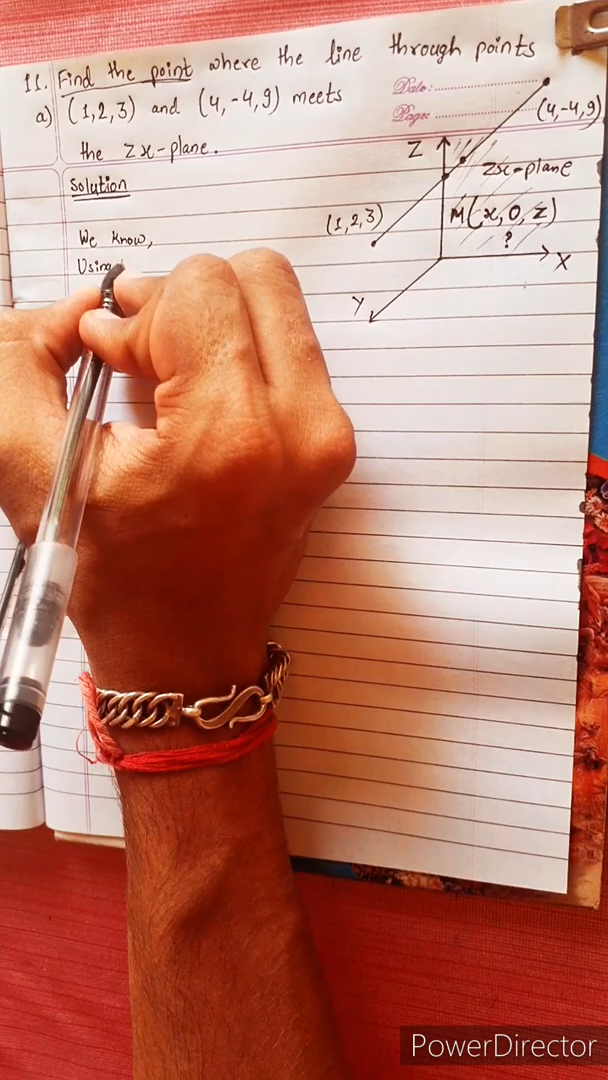 11. Find the point where the line through points
a) (1,2,3) and (4,-4,9) meets
the zx-plane.
Date:
Page:
Solution
We know,
Using
(4,-4,9)
Z
zx-plane
(1,2,3)
M(x,0,z)
?
X
Y
PowerDirector